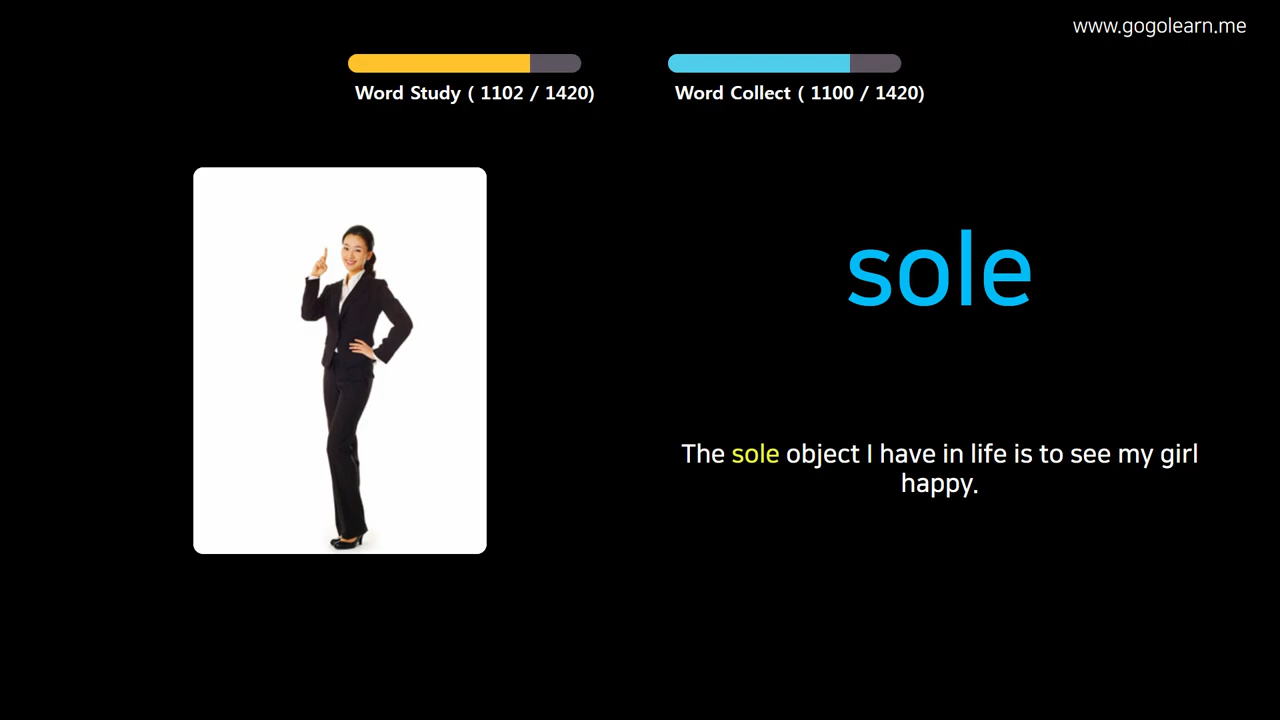 www.gogolearn.me
Word Study ( 1102 / 1420)
Word Collect ( 1100 / 1420)
sole
The sole object I have in life is to see my girl
happy.